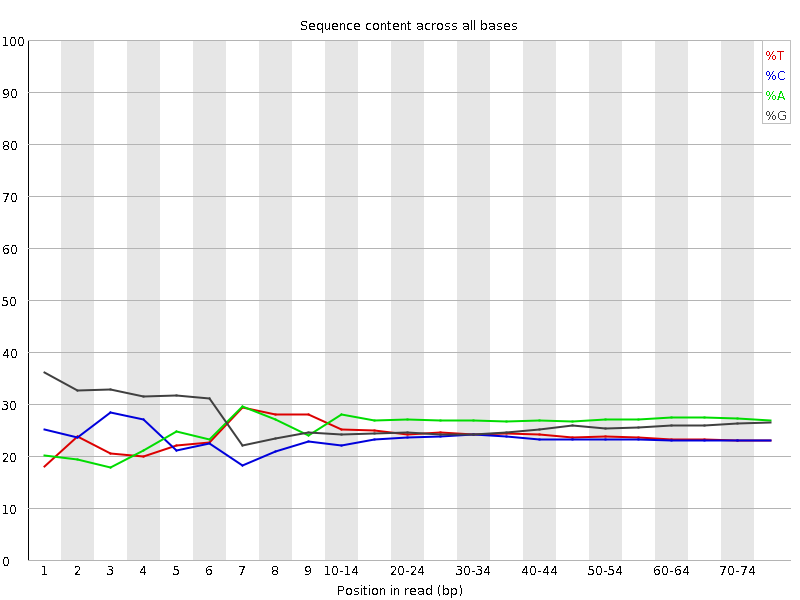 Sequence content across all bases
100
90
80
70
60
50
40
30
20
10
0
%T
%C
%A
%G
1 2 3 4 5 6 7 8 9 10-14 20-24 30-34 40-44 50-54 60-64 70-74
Position in read (bp)